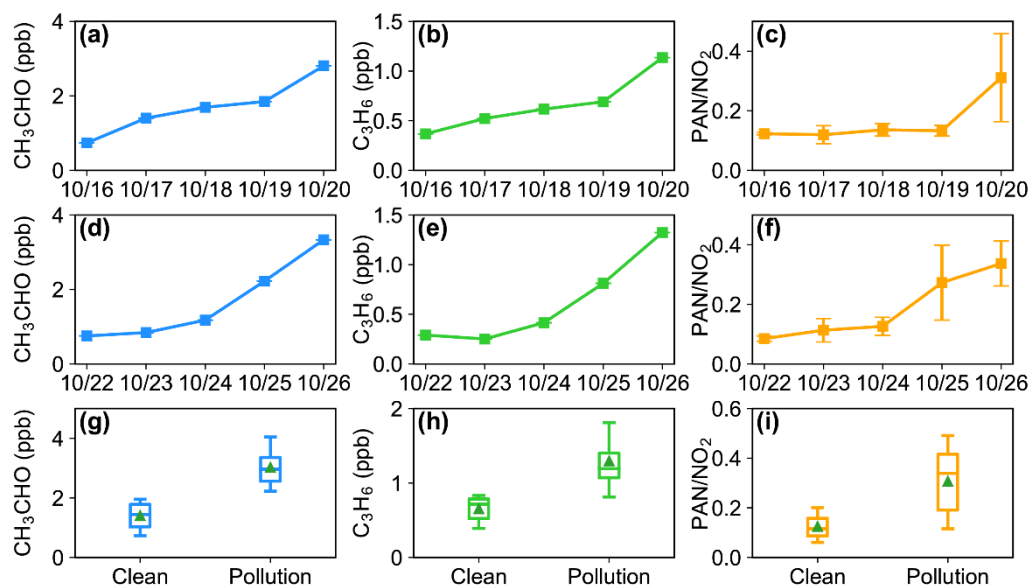 (a)
CH₃CHO (ppb)
4
2
0
10/16 10/17 10/18 10/19 10/20
(b)
C₃H₆ (ppb)
1.5
1.0
0.5
0.0
10/16 10/17 10/18 10/19 10/20
(c)
PAN/NO₂
0.4
0.2
0.0
10/16 10/17 10/18 10/19 10/20
(d)
CH₃CHO (ppb)
4
2
0
10/22 10/23 10/24 10/25 10/26
(e)
C₃H₆ (ppb)
1.5
1.0
0.5
0.0
10/22 10/23 10/24 10/25 10/26
(f)
PAN/NO₂
0.4
0.2
0.0
10/22 10/23 10/24 10/25 10/26
(g)
CH₃CHO (ppb)
4
2
0
Clean Pollution
(h)
C₃H₆ (ppb)
2
1
0
Clean Pollution
(i)
PAN/NO₂
0.6
0.4
0.2
0.0
Clean Pollution